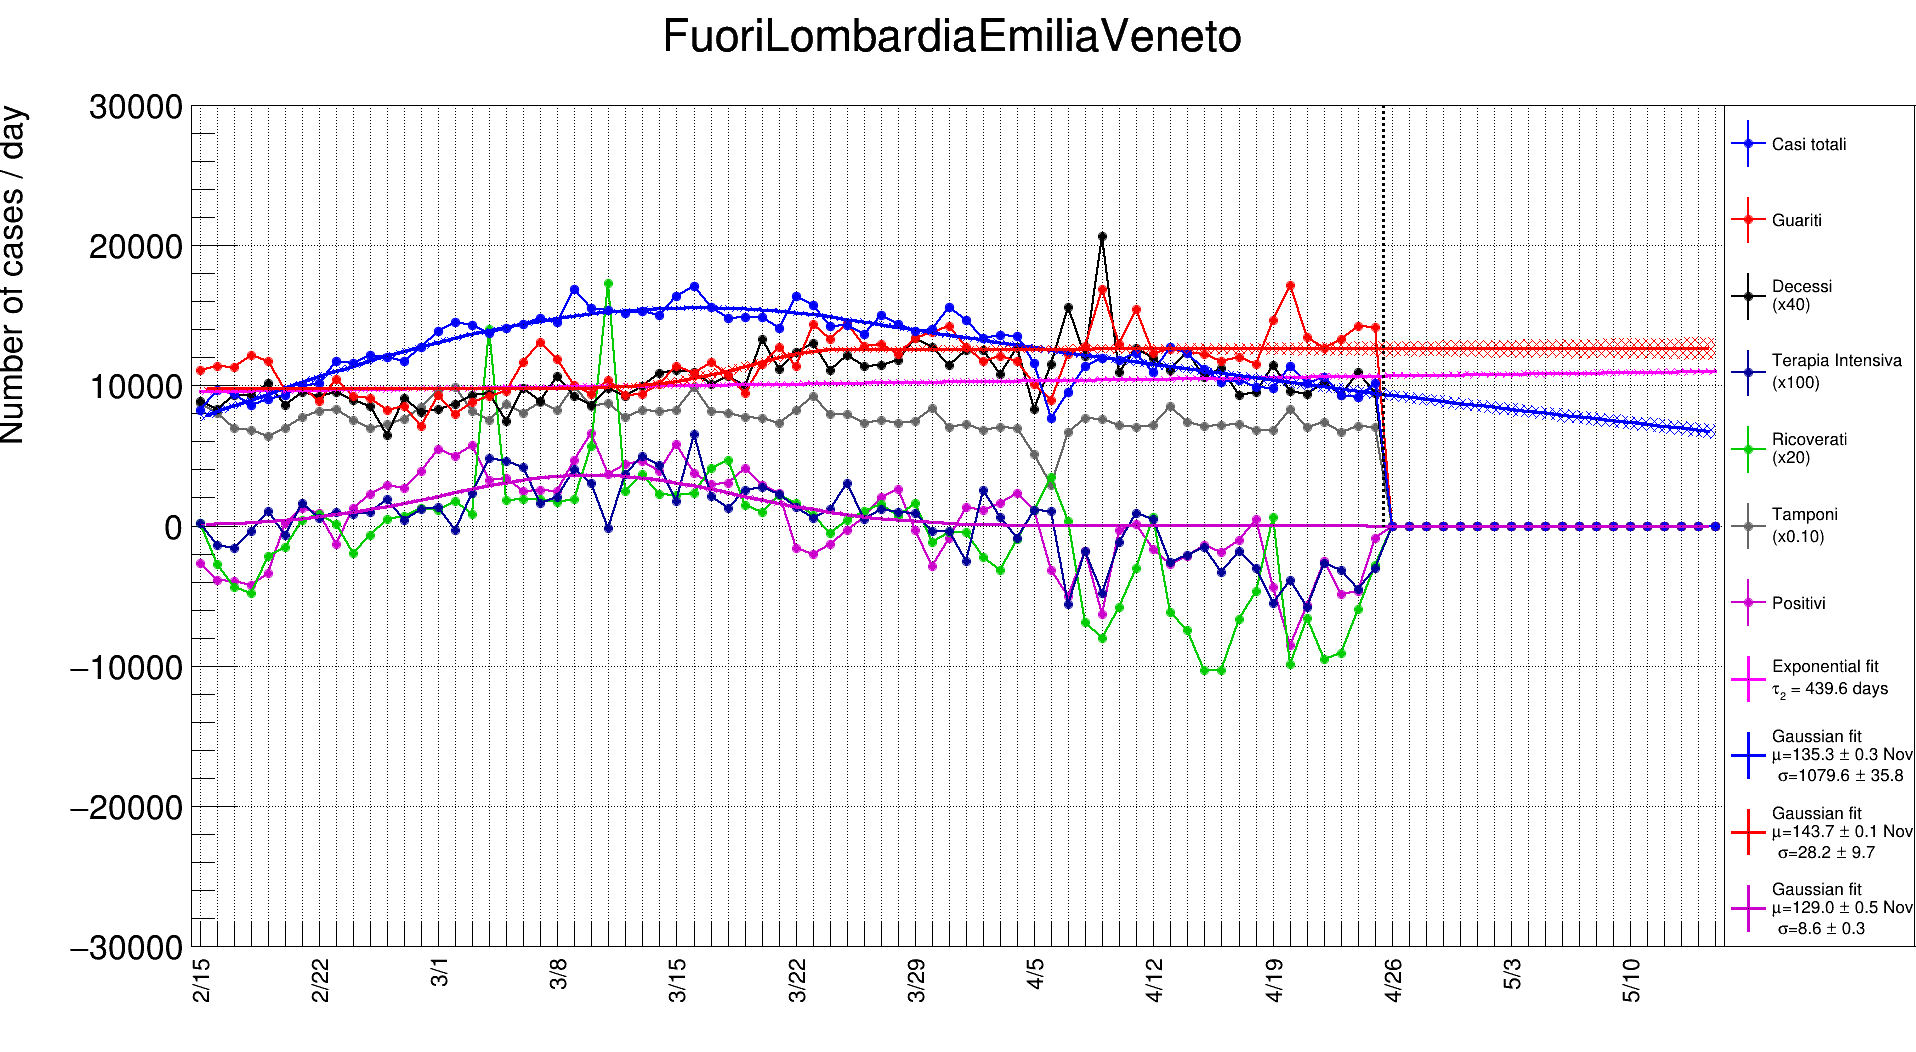 FuoriLombardiaEmiliaVeneto
Number of cases / day
30000
20000
10000
0
−10000
−20000
−30000
2/15
2/22
3/1
3/8
3/15
3/22
3/29
4/5
4/12
4/19
4/26
5/3
5/10
Casi totali
Guariti
Decessi
(x40)
Terapia Intensiva
(x100)
Ricoverati
(x20)
Tamponi
(x0.10)
Positivi
Exponential fit
τ2 = 439.6 days
Gaussian fit
μ=135.3 ± 0.3 Nov
σ=1079.6 ± 35.8
Gaussian fit
μ=143.7 ± 0.1 Nov
σ=28.2 ± 9.7
Gaussian fit
μ=129.0 ± 0.5 Nov
σ=8.6 ± 0.3